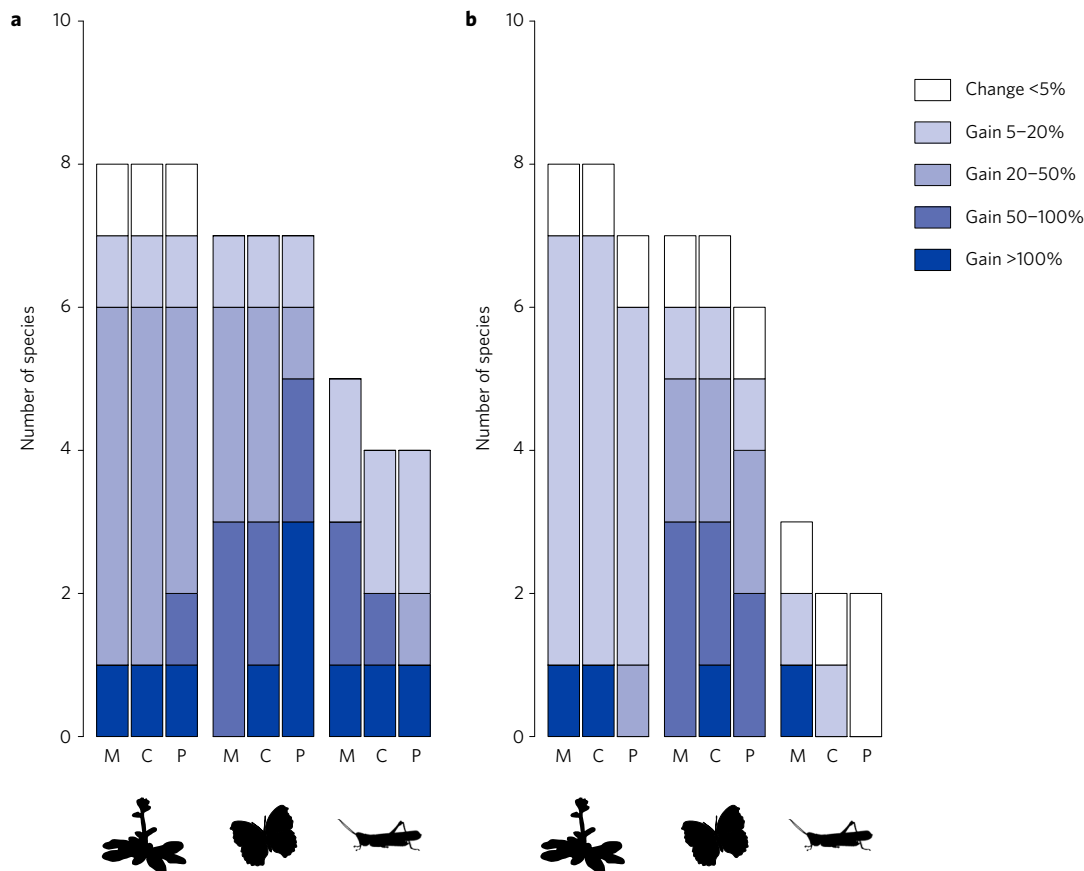 a
Number of species
10
8
6
4
2
0
M C P M C P M C P
b
Number of species
10
8
6
4
2
0
M C P M C P M C P
Change <5%
Gain 5–20%
Gain 20–50%
Gain 50–100%
Gain >100%